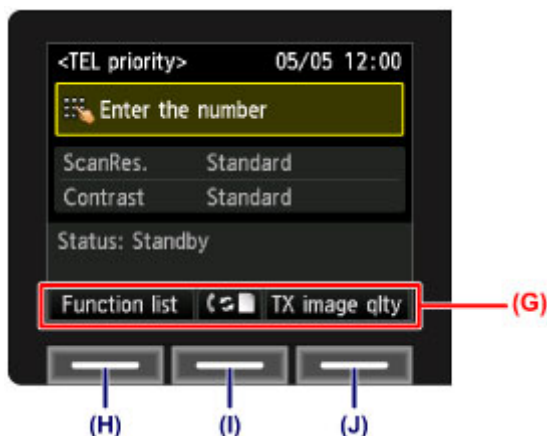 <TEL priority> 05/05 12:00
Enter the number
ScanRes. Standard
Contrast Standard
Status: Standby
Function list TX image qlty (G)
(H) (I) (J)